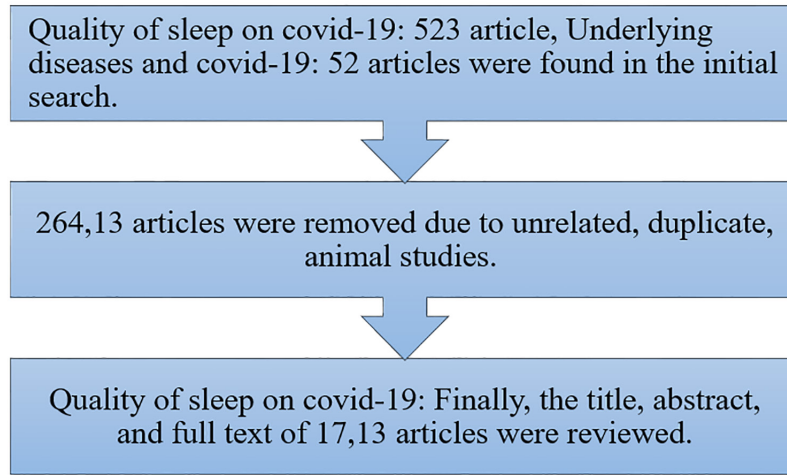 Quality of sleep on covid-19: 523 article, Underlying
diseases and covid-19: 52 articles were found in the initial
search.
264,13 articles were removed due to unrelated, duplicate,
animal studies.
Quality of sleep on covid-19: Finally, the title, abstract,
and full text of 17,13 articles were reviewed.